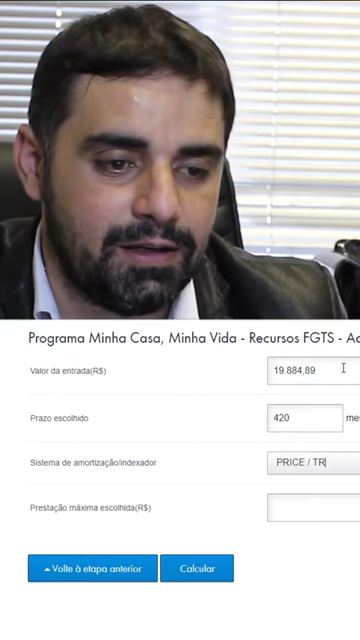 Programa Minha Casa, Minha Vida - Recursos FGTS - Ac
Valor da entrada(R$) 19.884,89
Prazo escolhido 420 mes
Sistema de amortização/indexador PRICE / TR
Prestação máxima escolhida(R$)
Volte à etapa anterior Calcular